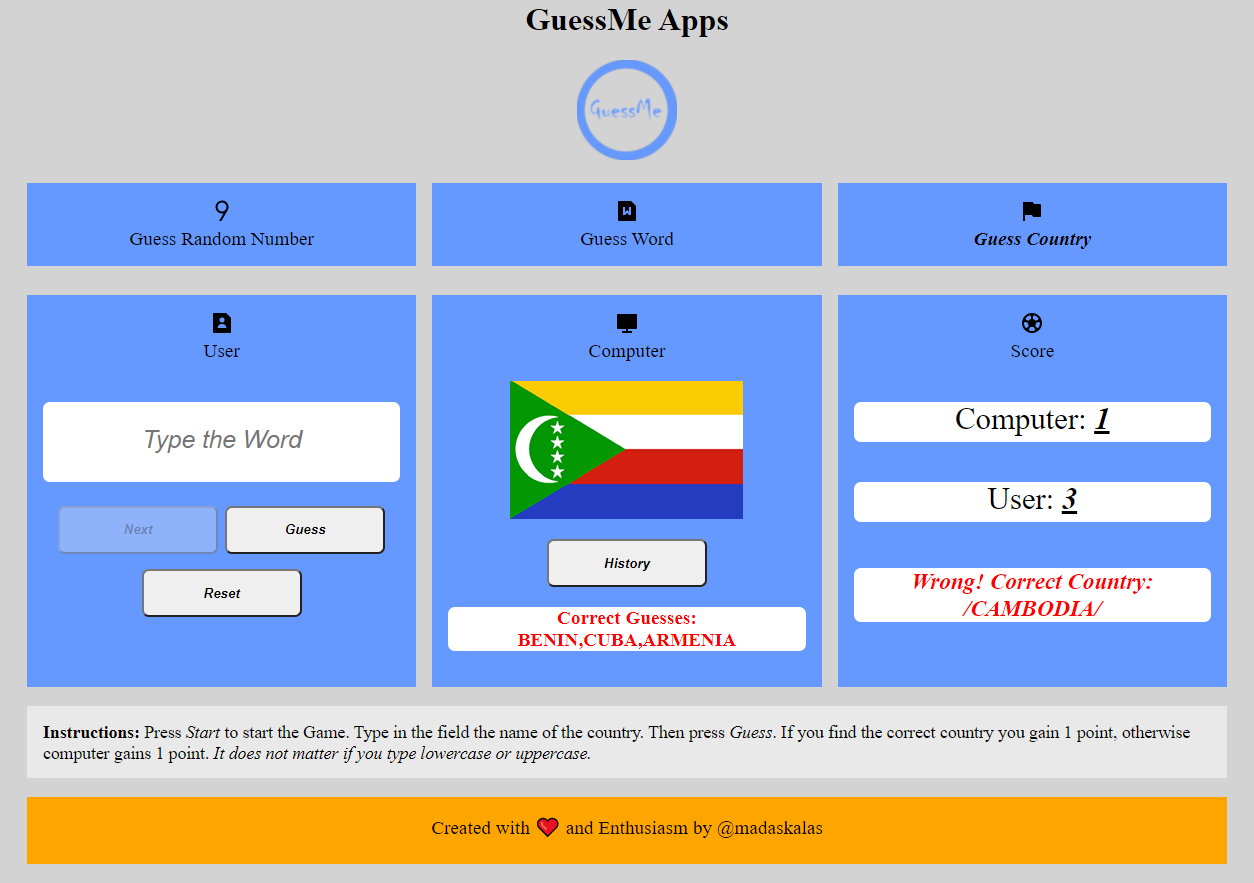 GuessMe Apps
GuessMe
Guess Random Number
Guess Word
Guess Country
User
Computer
Score
Type the Word
Next
Guess
Reset
History
Correct Guesses:
BENIN,CUBA,ARMENIA
Computer: 1
User: 3
Wrong! Correct Country:
/CAMBODIA/
Instructions: Press Start to start the Game. Type in the field the name of the country. Then press Guess. If you find the correct country you gain 1 point, otherwise
computer gains 1 point. It does not matter if you type lowercase or uppercase.
Created with ❤ and Enthusiasm by @madaskalas